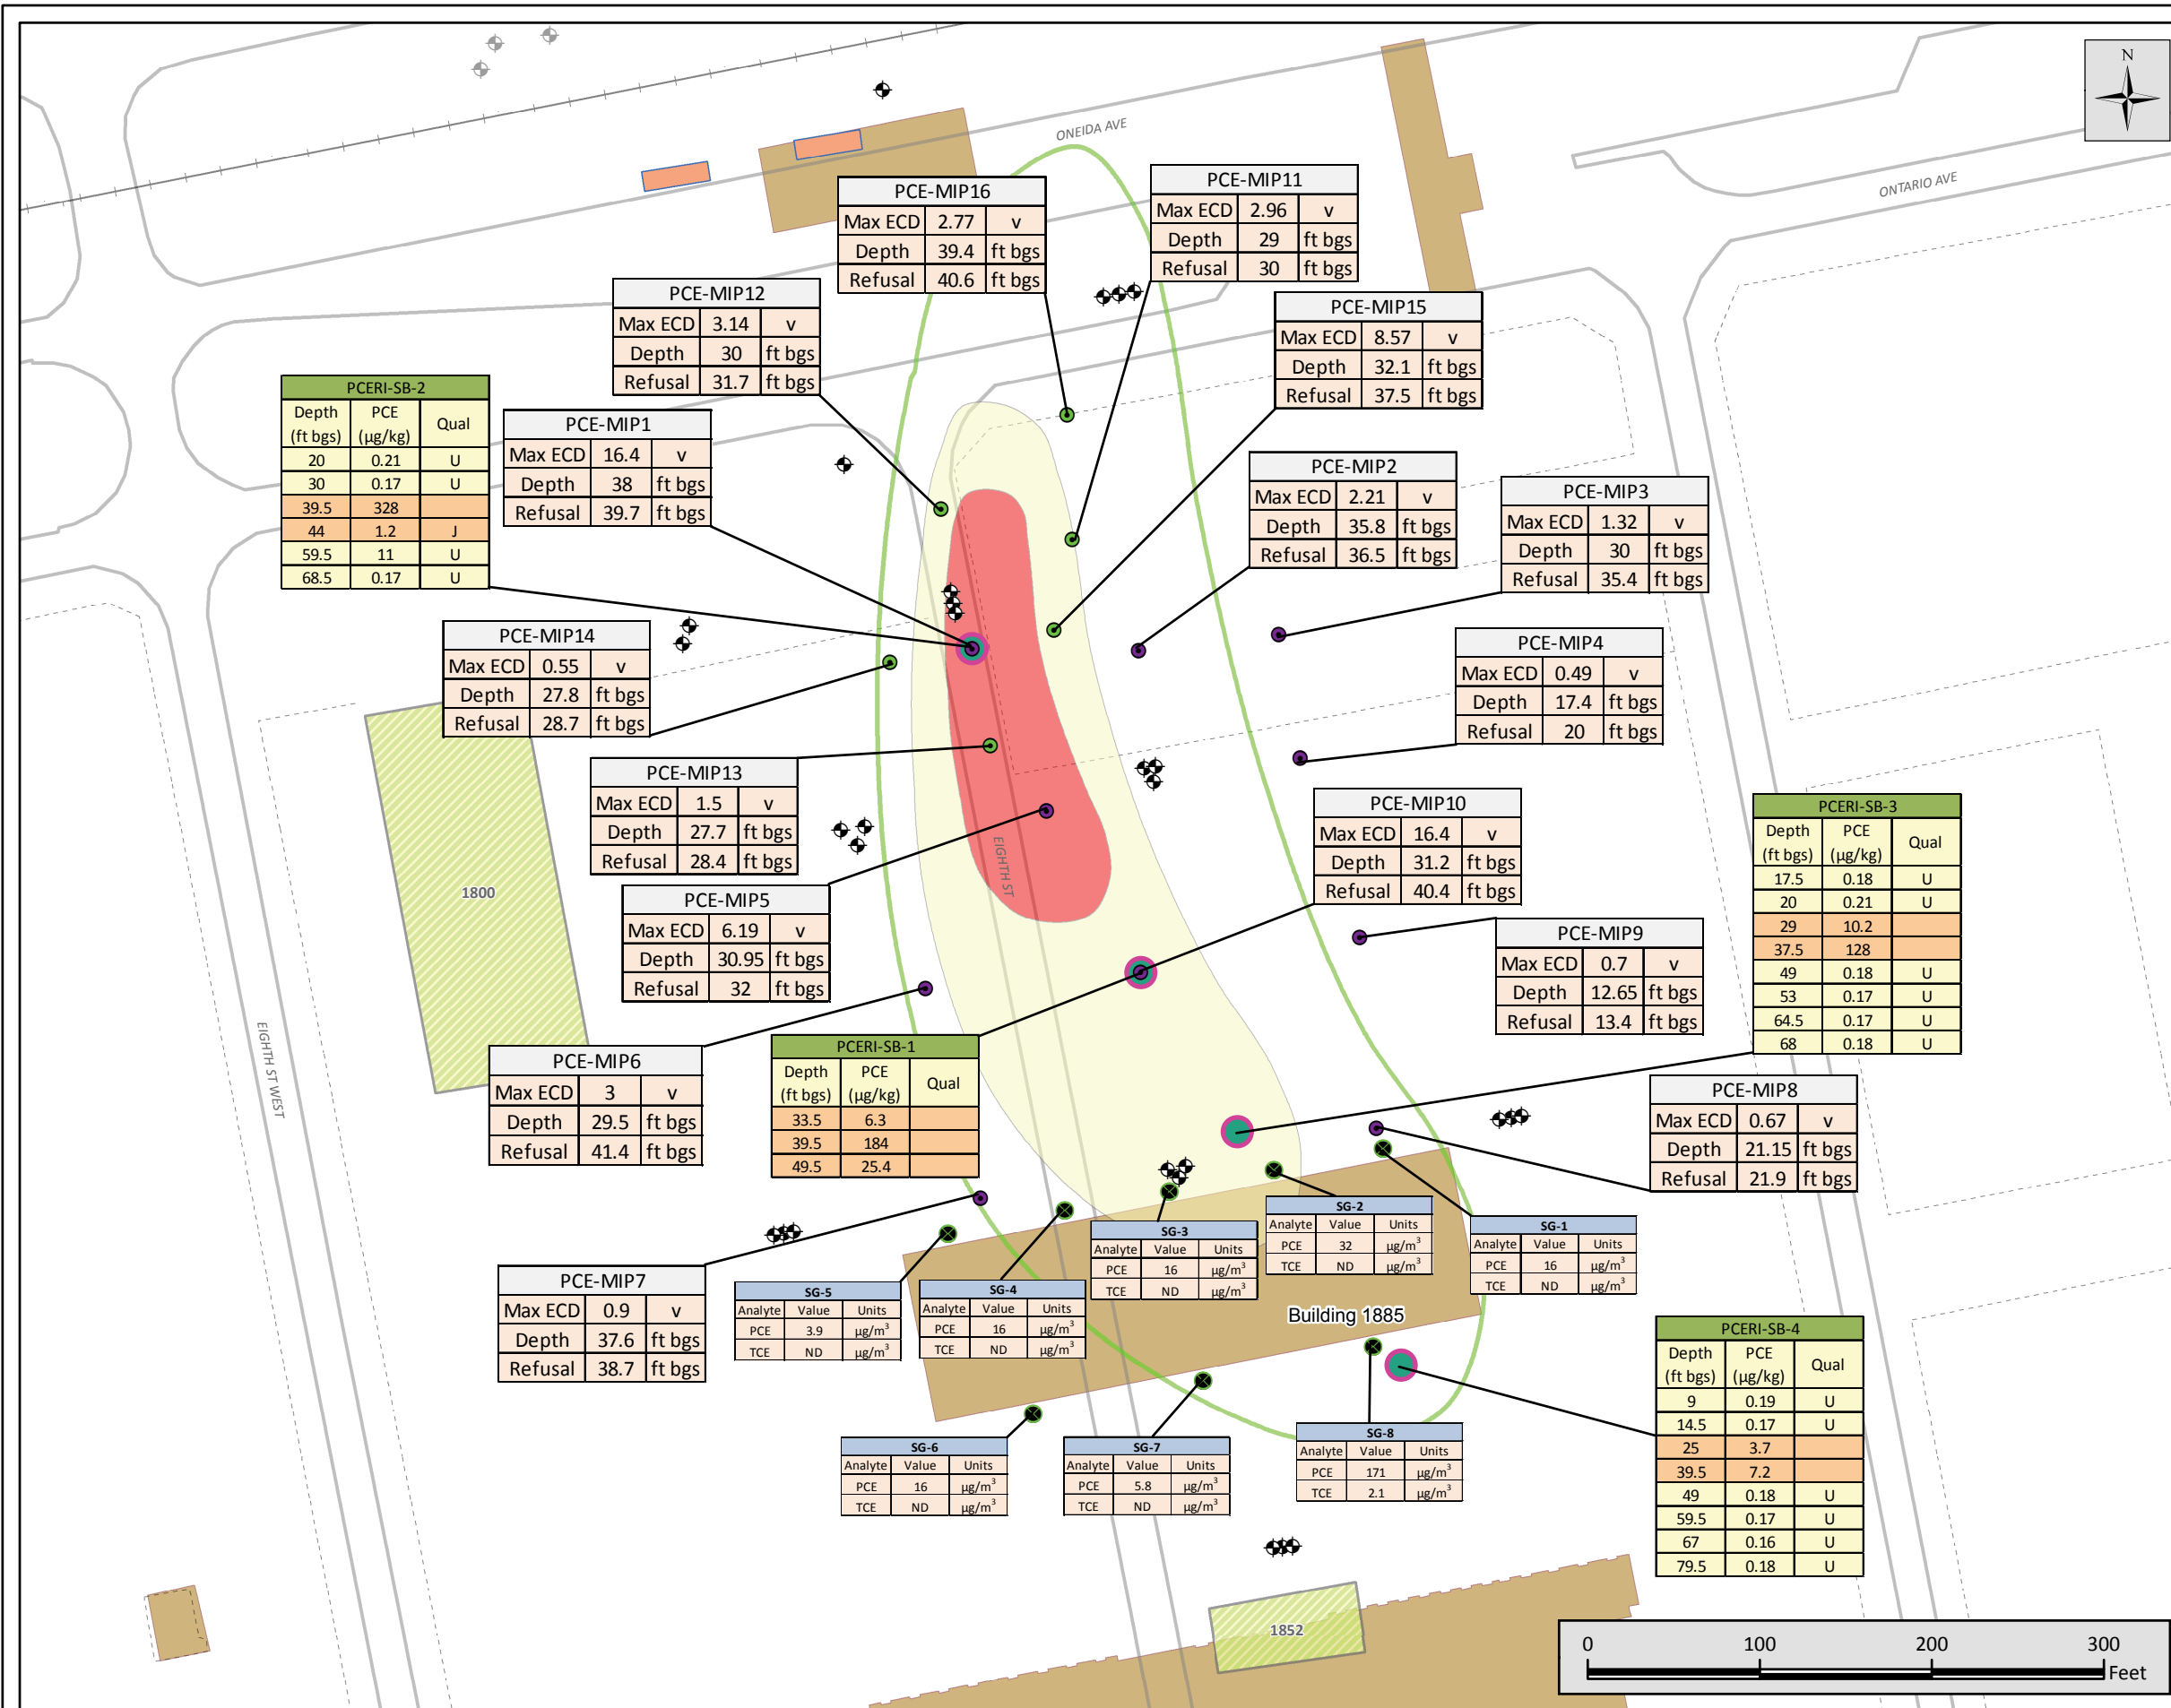 N
ONEIDA AVE
ONTARIO AVE
PCE-MIP16
Max ECD 2.77 v
Depth 39.4 ft bgs
Refusal 40.6 ft bgs
PCE-MIP11
Max ECD 2.96 v
Depth 29 ft bgs
Refusal 30 ft bgs
PCE-MIP12
Max ECD 3.14 v
Depth 30 ft bgs
Refusal 31.7 ft bgs
PCE-MIP15
Max ECD 8.57 v
Depth 32.1 ft bgs
Refusal 37.5 ft bgs
PCERI-SB-2
Depth (ft bgs) PCE (µg/kg) Qual
20 0.21 U
30 0.17 U
39.5 328
44 1.2 J
59.5 11 U
68.5 0.17 U
PCE-MIP1
Max ECD 16.4 v
Depth 38 ft bgs
Refusal 39.7 ft bgs
PCE-MIP2
Max ECD 2.21 v
Depth 35.8 ft bgs
Refusal 36.5 ft bgs
PCE-MIP3
Max ECD 1.32 v
Depth 30 ft bgs
Refusal 35.4 ft bgs
PCE-MIP14
Max ECD 0.55 v
Depth 27.8 ft bgs
Refusal 28.7 ft bgs
PCE-MIP4
Max ECD 0.49 v
Depth 17.4 ft bgs
Refusal 20 ft bgs
PCE-MIP13
Max ECD 1.5 v
Depth 27.7 ft bgs
Refusal 28.4 ft bgs
PCE-MIP10
Max ECD 16.4 v
Depth 31.2 ft bgs
Refusal 40.4 ft bgs
PCERI-SB-3
Depth (ft bgs) PCE (µg/kg) Qual
17.5 0.18 U
20 0.21 U
29 10.2
37.5 128
49 0.18 U
53 0.17 U
64.5 0.17 U
68 0.18 U
1800
EIGHTH ST
PCE-MIP5
Max ECD 6.19 v
Depth 30.95 ft bgs
Refusal 32 ft bgs
PCE-MIP9
Max ECD 0.7 v
Depth 12.65 ft bgs
Refusal 13.4 ft bgs
EIGHTH ST WEST
PCE-MIP6
Max ECD 3 v
Depth 29.5 ft bgs
Refusal 41.4 ft bgs
PCERI-SB-1
Depth (ft bgs) PCE (µg/kg) Qual
33.5 6.3
39.5 184
49.5 25.4
PCE-MIP8
Max ECD 0.67 v
Depth 21.15 ft bgs
Refusal 21.9 ft bgs
PCE-MIP7
Max ECD 0.9 v
Depth 37.6 ft bgs
Refusal 38.7 ft bgs
SG-5
Analyte Value Units
PCE 3.9 µg/m³
TCE ND µg/m³
SG-4
Analyte Value Units
PCE 16 µg/m³
TCE ND µg/m³
SG-3
Analyte Value Units
PCE 16 µg/m³
TCE ND µg/m³
SG-2
Analyte Value Units
PCE 32 µg/m³
TCE ND µg/m³
SG-1
Analyte Value Units
PCE 16 µg/m³
TCE ND µg/m³
Building 1885
SG-6
Analyte Value Units
PCE 16 µg/m³
TCE ND µg/m³
SG-7
Analyte Value Units
PCE 5.8 µg/m³
TCE ND µg/m³
SG-8
Analyte Value Units
PCE 171 µg/m³
TCE 2.1 µg/m³
PCERI-SB-4
Depth (ft bgs) PCE (µg/kg) Qual
9 0.19 U
14.5 0.17 U
25 3.7
39.5 7.2
49 0.18 U
59.5 0.17 U
67 0.16 U
79.5 0.18 U
1852
0 100 200 300
Feet